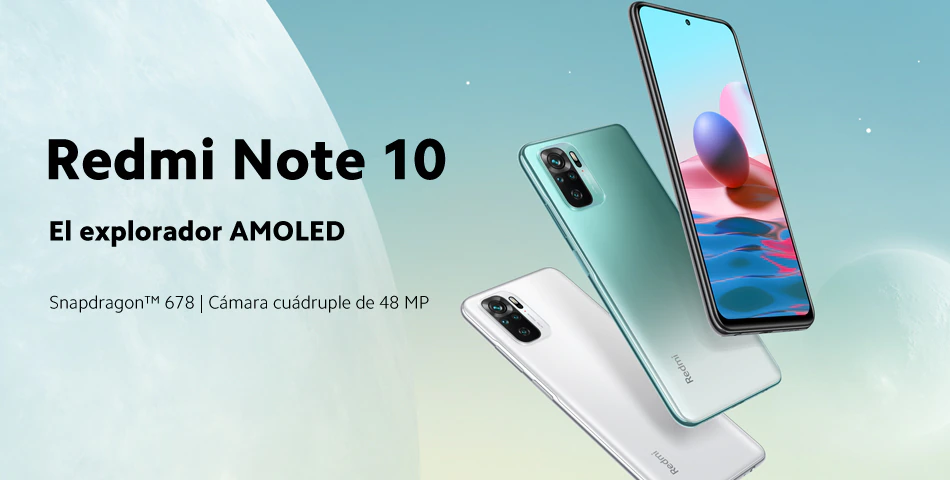 Redmi Note 10
El explorador AMOLED
Snapdragon™ 678 | Cámara cuádruple de 48 MP
Redmi
Redmi